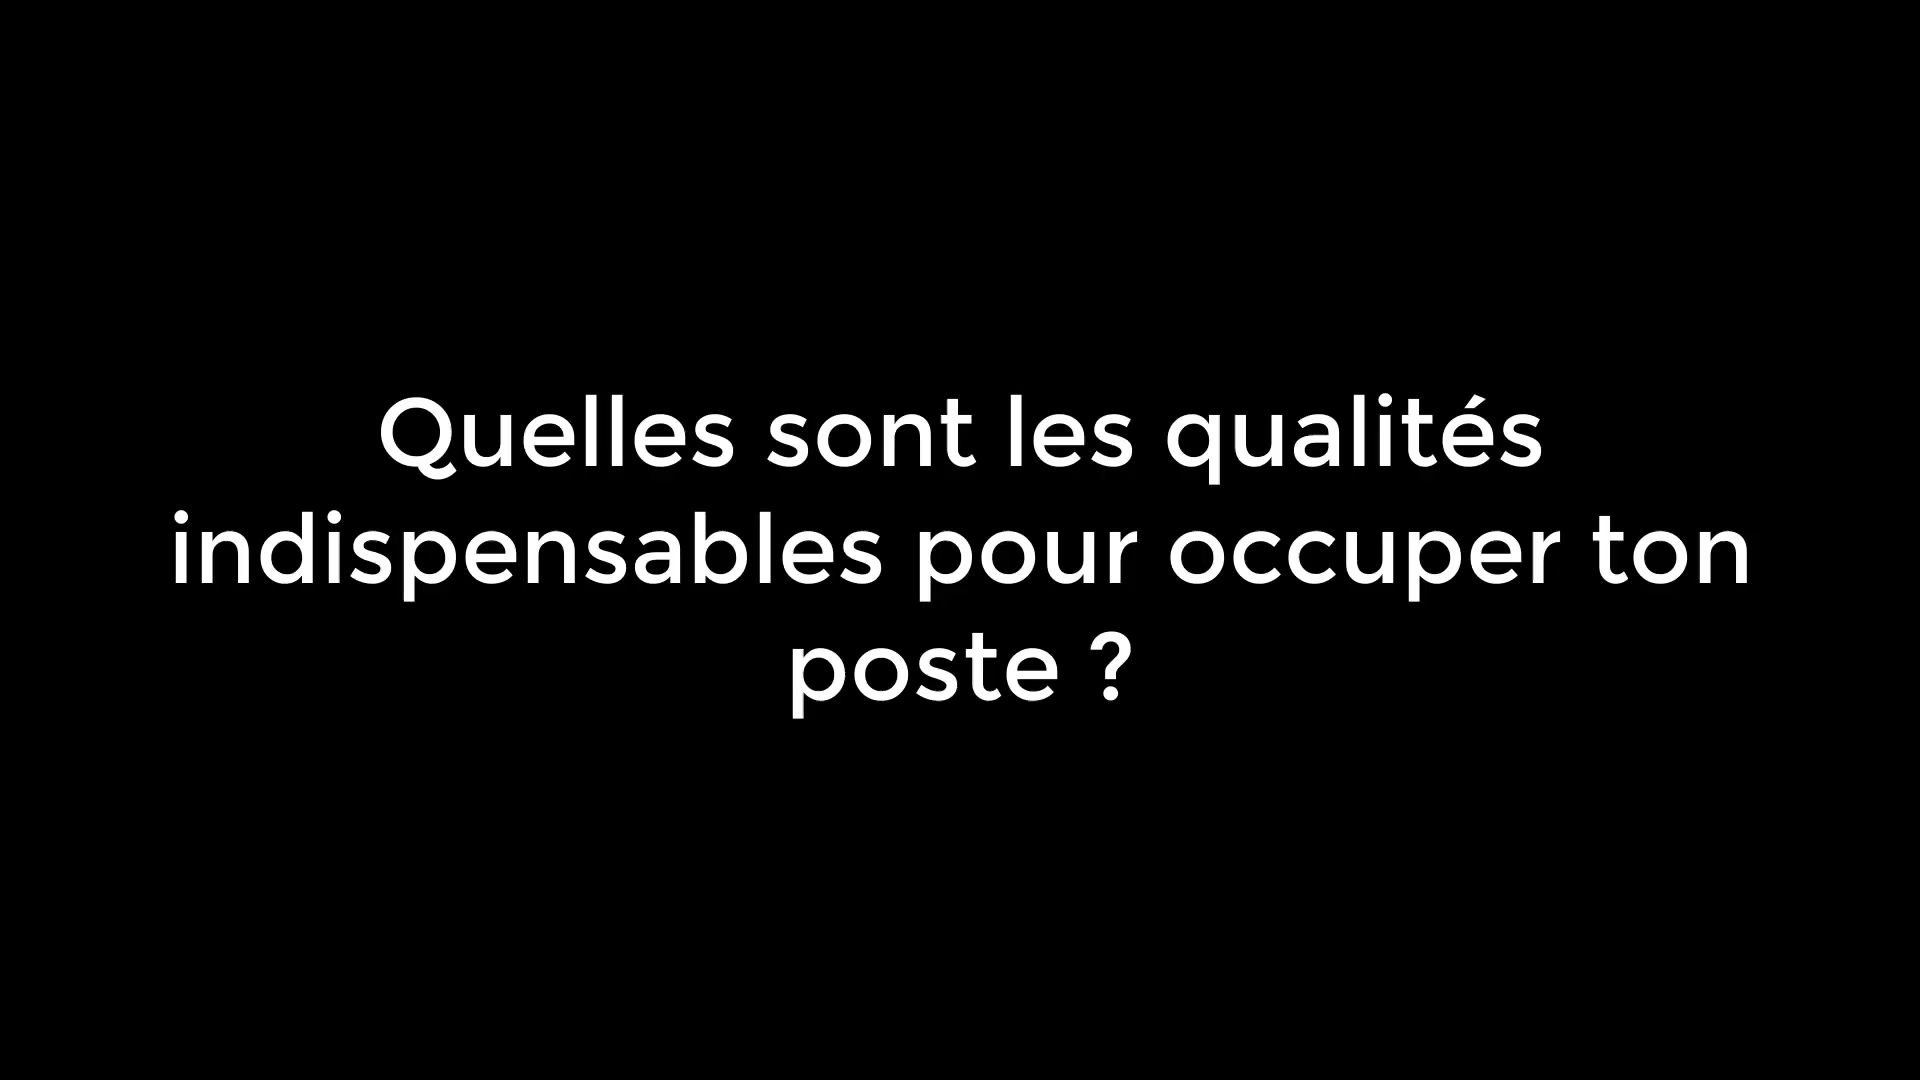 Quelles sont les qualités
indispensables pour occuper ton
poste ?